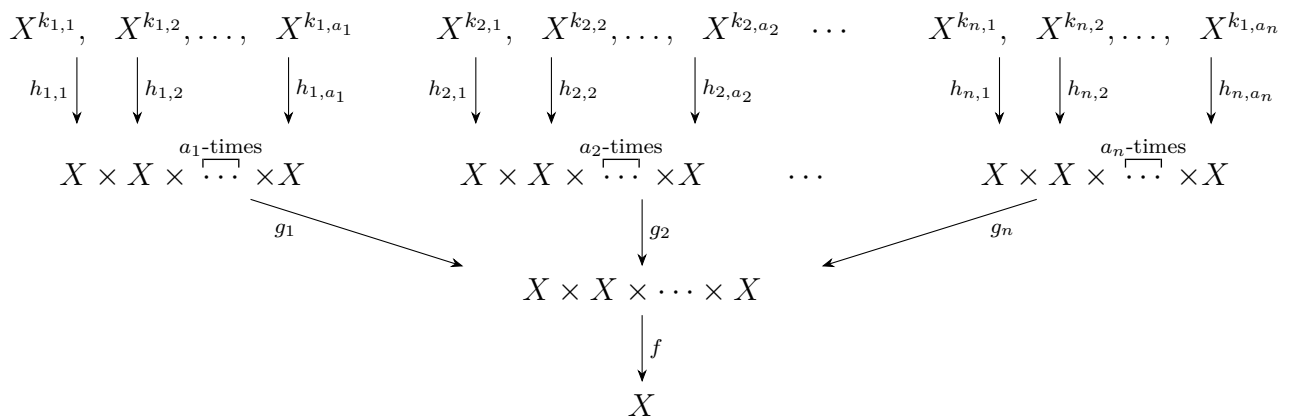 X^{k_{1,1}}, X^{k_{1,2}}, ..., X^{k_{1,a_1}} X^{k_{2,1}}, X^{k_{2,2}}, ..., X^{k_{2,a_2}} ⋯ X^{k_{n,1}}, X^{k_{n,2}}, ..., X^{k_{1,a_n}}
h_{1,1} h_{1,2} h_{1,a_1} h_{2,1} h_{2,2} h_{2,a_2} h_{n,1} h_{n,2} h_{n,a_n}
a_1-times a_2-times a_n-times
X × X × ⋯ × X X × X × ⋯ × X ⋯ X × X × ⋯ × X
g_1 g_2 g_n
X × X × ⋯ × X
f
X